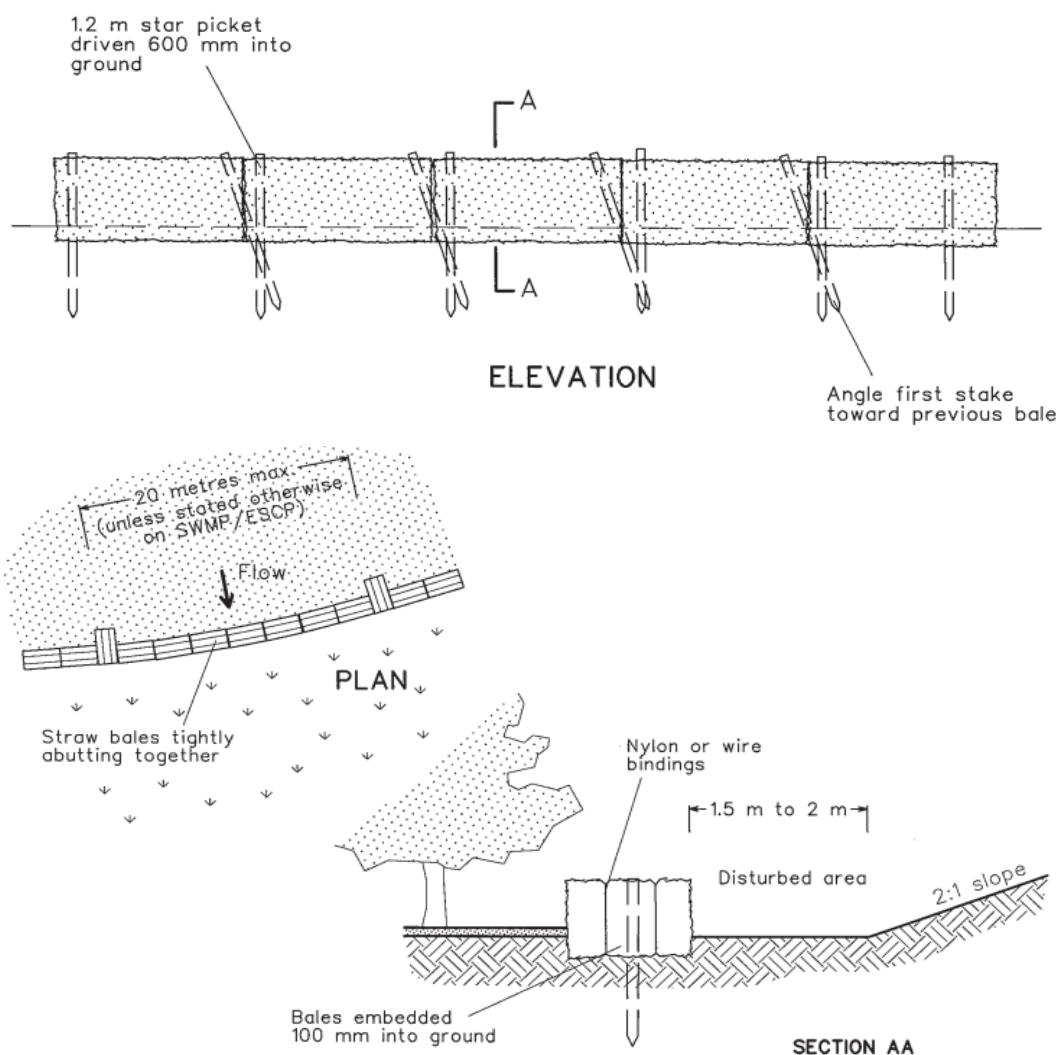 1.2 m star picket
driven 600 mm into
ground
A
A
ELEVATION
Angle first stake
toward previous bale
20 metres max.
(unless stated otherwise
on SWMP/ESCP)
Flow
PLAN
Straw bales tightly
abutting together
Nylon or wire
bindings
1.5 m to 2 m
Disturbed area
2:1 slope
Bales embedded
100 mm into ground
SECTION AA